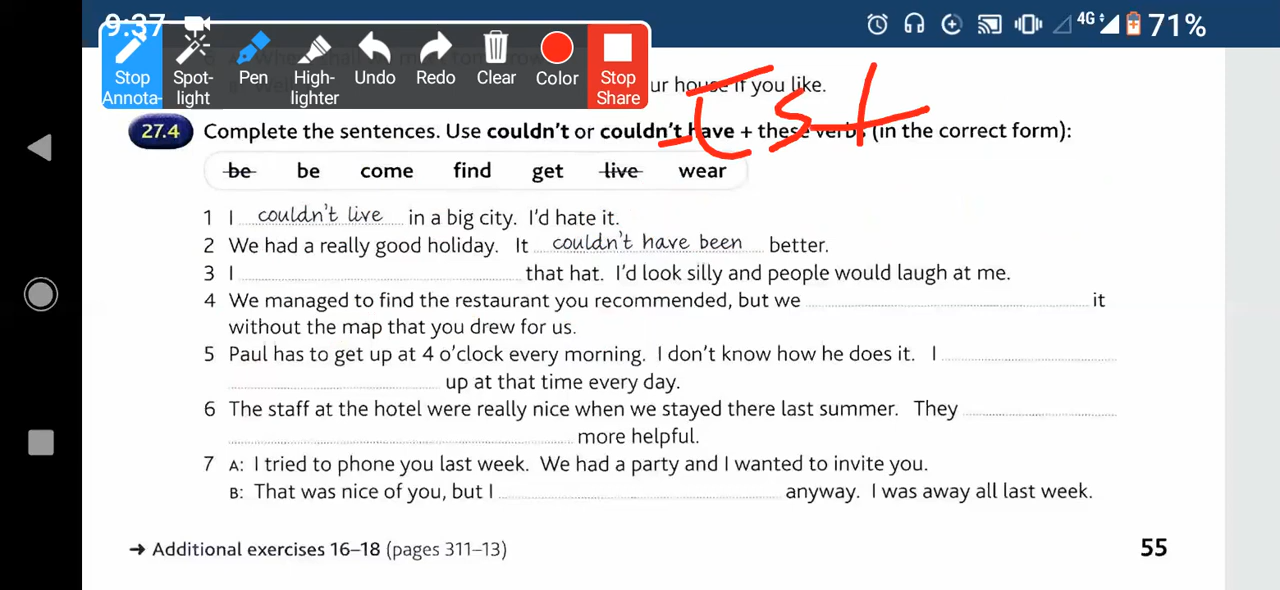 9:37
4G 71%
Stop Annota- Spot-light Pen High-lighter Undo Redo Clear Color Stop Share
ur house if you like.
Ist
27.4 Complete the sentences. Use couldn't or couldn't have + these verbs (in the correct form):
be be come find get live wear
1 I couldn't live in a big city. I'd hate it.
2 We had a really good holiday. It couldn't have been better.
3 I ........ that hat. I'd look silly and people would laugh at me.
4 We managed to find the restaurant you recommended, but we ........ it
without the map that you drew for us.
5 Paul has to get up at 4 o'clock every morning. I don't know how he does it. I ........
........ up at that time every day.
6 The staff at the hotel were really nice when we stayed there last summer. They ........
........ more helpful.
7 A: I tried to phone you last week. We had a party and I wanted to invite you.
B: That was nice of you, but I ........ anyway. I was away all last week.
→ Additional exercises 16–18 (pages 311–13)
55